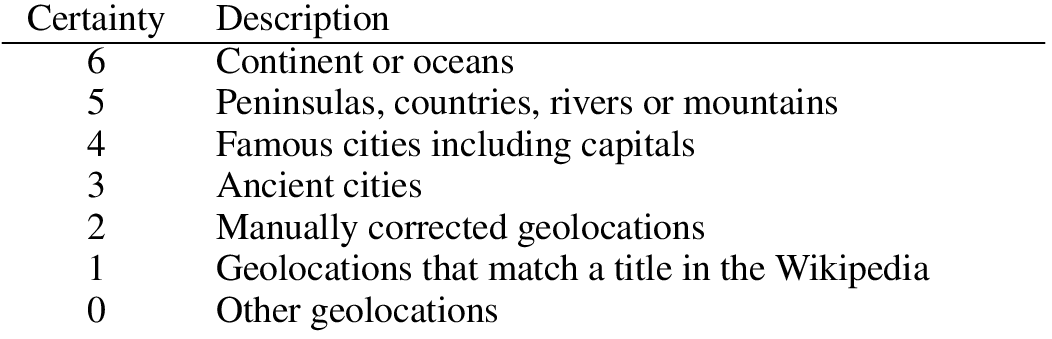 Certainty Description
6 Continent or oceans
5 Peninsulas, countries, rivers or mountains
4 Famous cities including capitals
3 Ancient cities
2 Manually corrected geolocations
1 Geolocations that match a title in the Wikipedia
0 Other geolocations